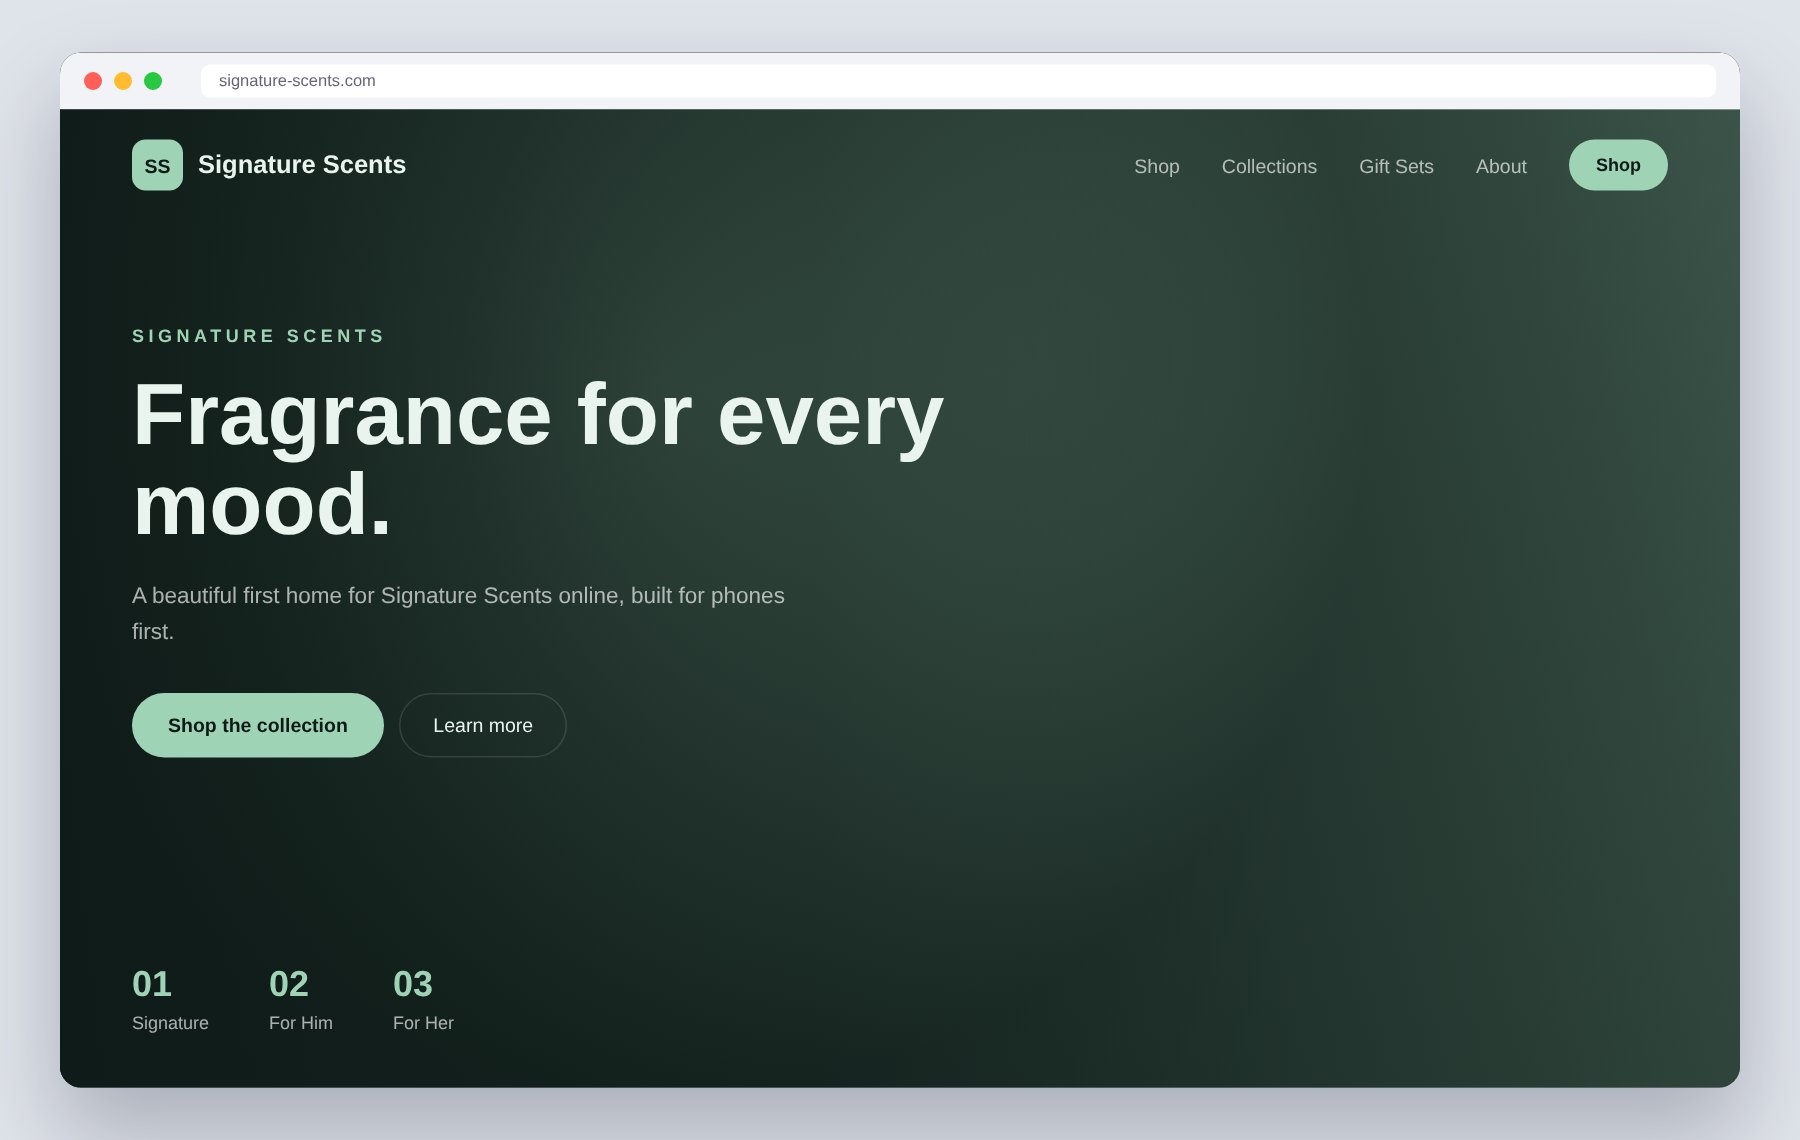 signature-scents.com
SS
Signature Scents
Shop
Collections
Gift Sets
About
Shop
SIGNATURE SCENTS
Fragrance for every
mood.
A beautiful first home for Signature Scents online, built for phones
first.
Shop the collection
Learn more
01
Signature
02
For Him
03
For Her